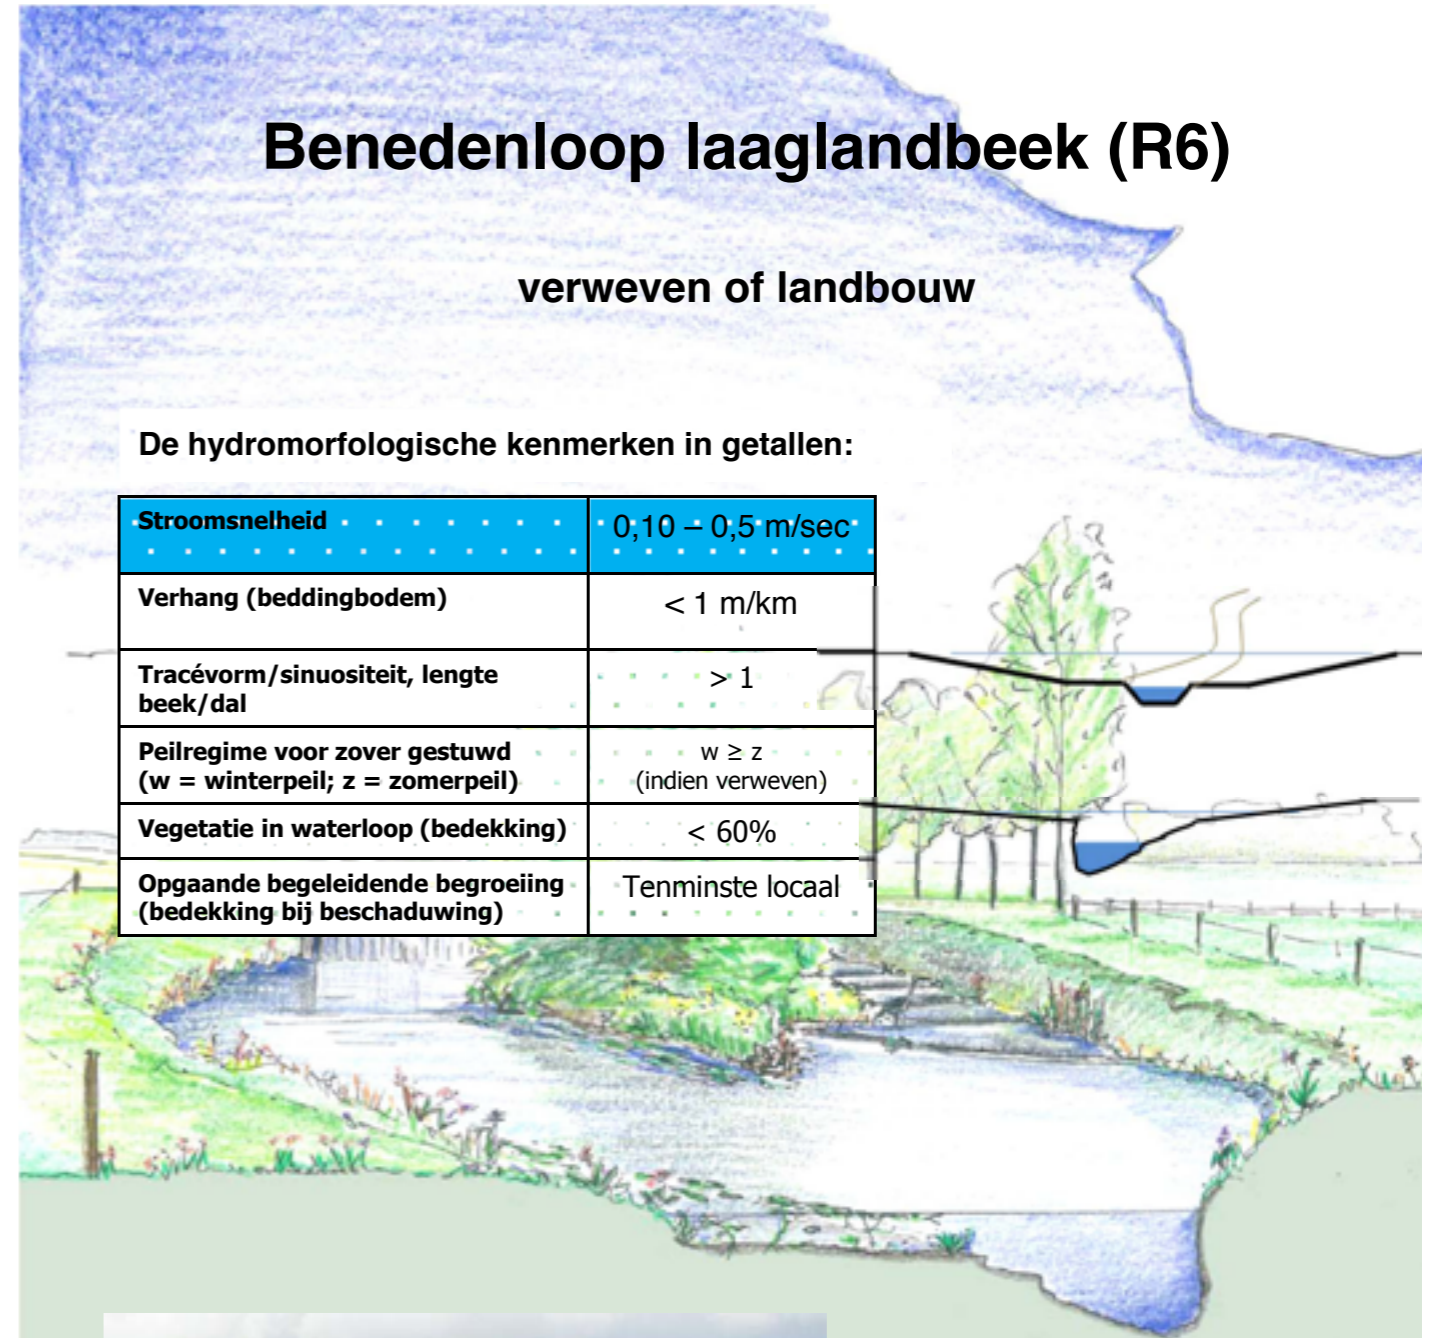 Benedenloop laaglandbeek (R6)
verweven of landbouw
De hydromorfologische kenmerken in getallen:
Stroomsnelheid 0,10 – 0,5 m/sec
Verhang (beddingbodem) < 1 m/km
Tracévorm/sinuositeit, lengte > 1
beek/dal
Peilregime voor zover gestuwd w ≥ z
(w = winterpeil; z = zomerpeil) (indien verweven)
Vegetatie in waterloop (bedekking) < 60%
Opgaande begeleidende begroeiing Tenminste locaal
(bedekking bij beschaduwing)